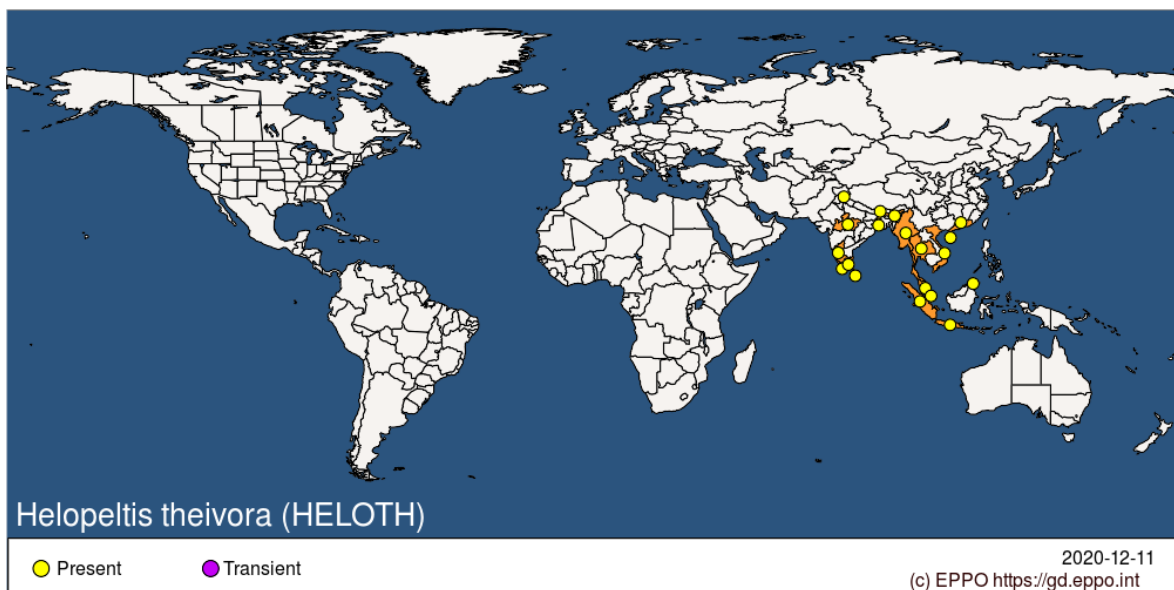 Helopeltis theivora (HELOTH)
Present
Transient
2020-12-11
(c) EPPO https://gd.eppo.int